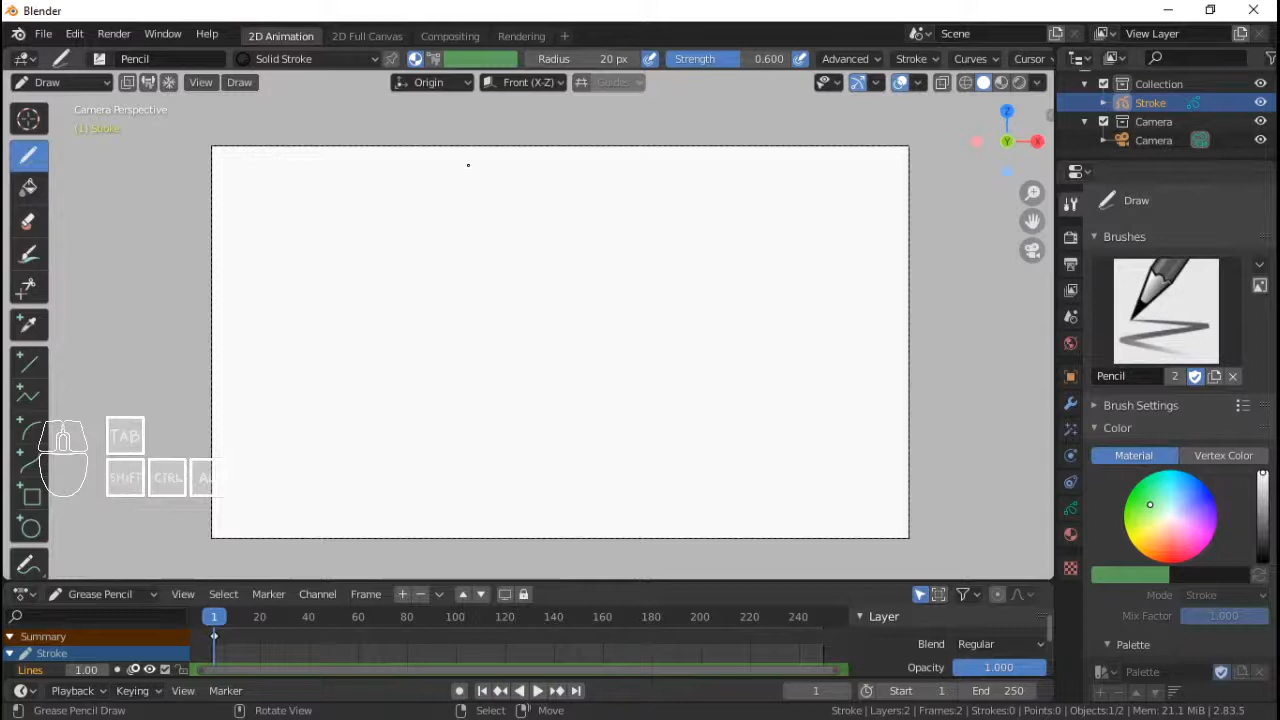 Blender
File Edit Render Window Help 2D Animation 2D Full Canvas Compositing Rendering + Scene View Layer
Pencil Solid Stroke Radius 20 px Strength 0.600 Advanced Stroke Curves Cursor
Draw View Draw Origin Front (X-Z) Guides
Camera Perspective
(1) Stroke
Z
Y
X
Collection
Stroke
Camera
Camera
Draw
Brushes
Pencil 2
Brush Settings
Color
Material Vertex Color
Mode Stroke
Mix Factor 1.000
Palette
Palette
TAB
SHIFT CTRL
Grease Pencil View Select Marker Channel Frame
1 20 40 60 80 100 120 140 160 180 200 220 240
Summary
Stroke
Lines 1.00
Layer
Blend Regular
Opacity 1.000
Playback Keying View Marker 1 Start 1 End 250
Grease Pencil Draw Rotate View Select Move Stroke | Layers:2 | Frames:2 | Strokes:0 | Points:0 | Objects:1/2 | Mem: 21.1 MiB | 2.83.5